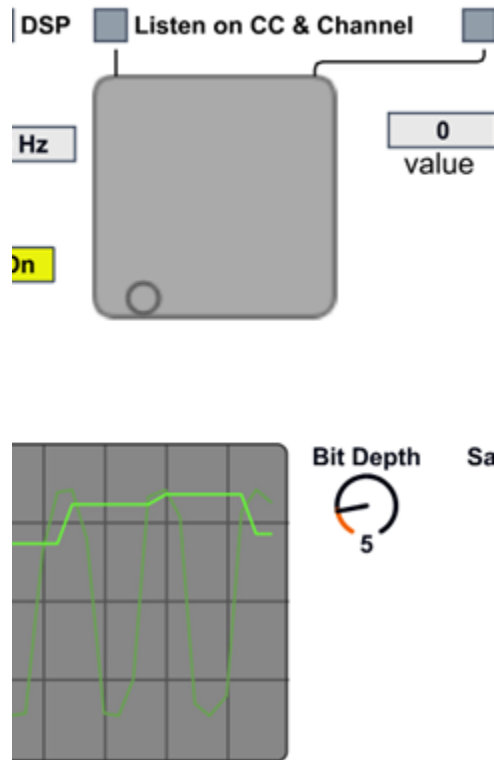 DSP
Listen on CC & Channel
Hz
0
value
On
Bit Depth
Sa
5